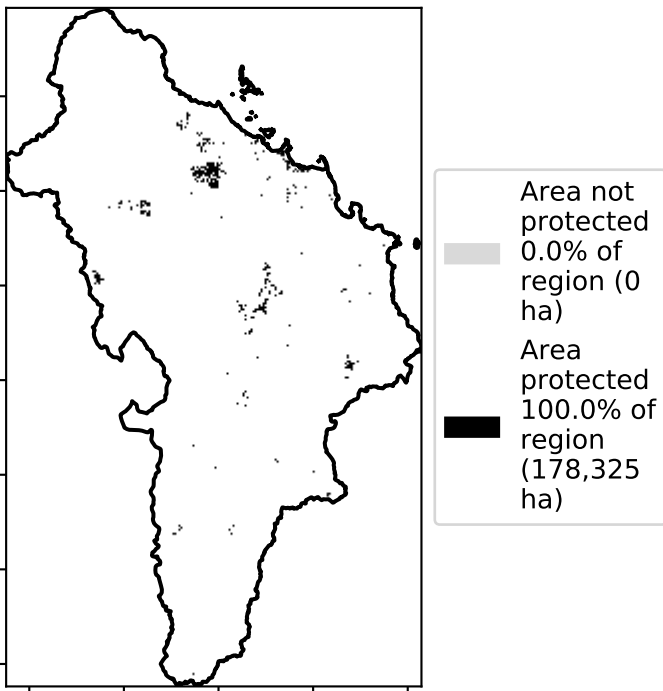 Area not
protected
0.0% of
region (0
ha)
Area
protected
100.0% of
region
(178,325
ha)